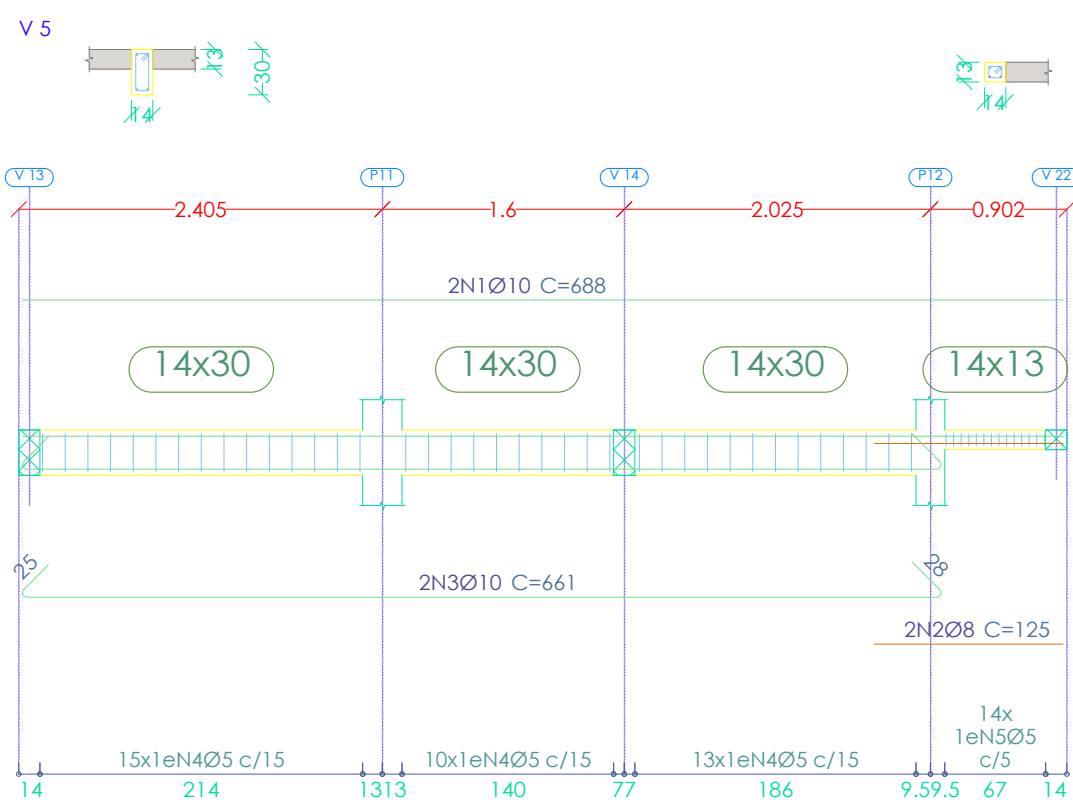 V 5
13
30
14
13
14
V 13
P11
V 14
P12
V 22
2.405
1.6
2.025
0.902
2N1Ø10 C=688
14x30
14x30
14x30
14x13
25
28
2N3Ø10 C=661
2N2Ø8 C=125
15x1eN4Ø5 c/15
10x1eN4Ø5 c/15
13x1eN4Ø5 c/15
14x
1eN5Ø5
c/5
14
214
1313
140
77
186
9.59.5
67
14